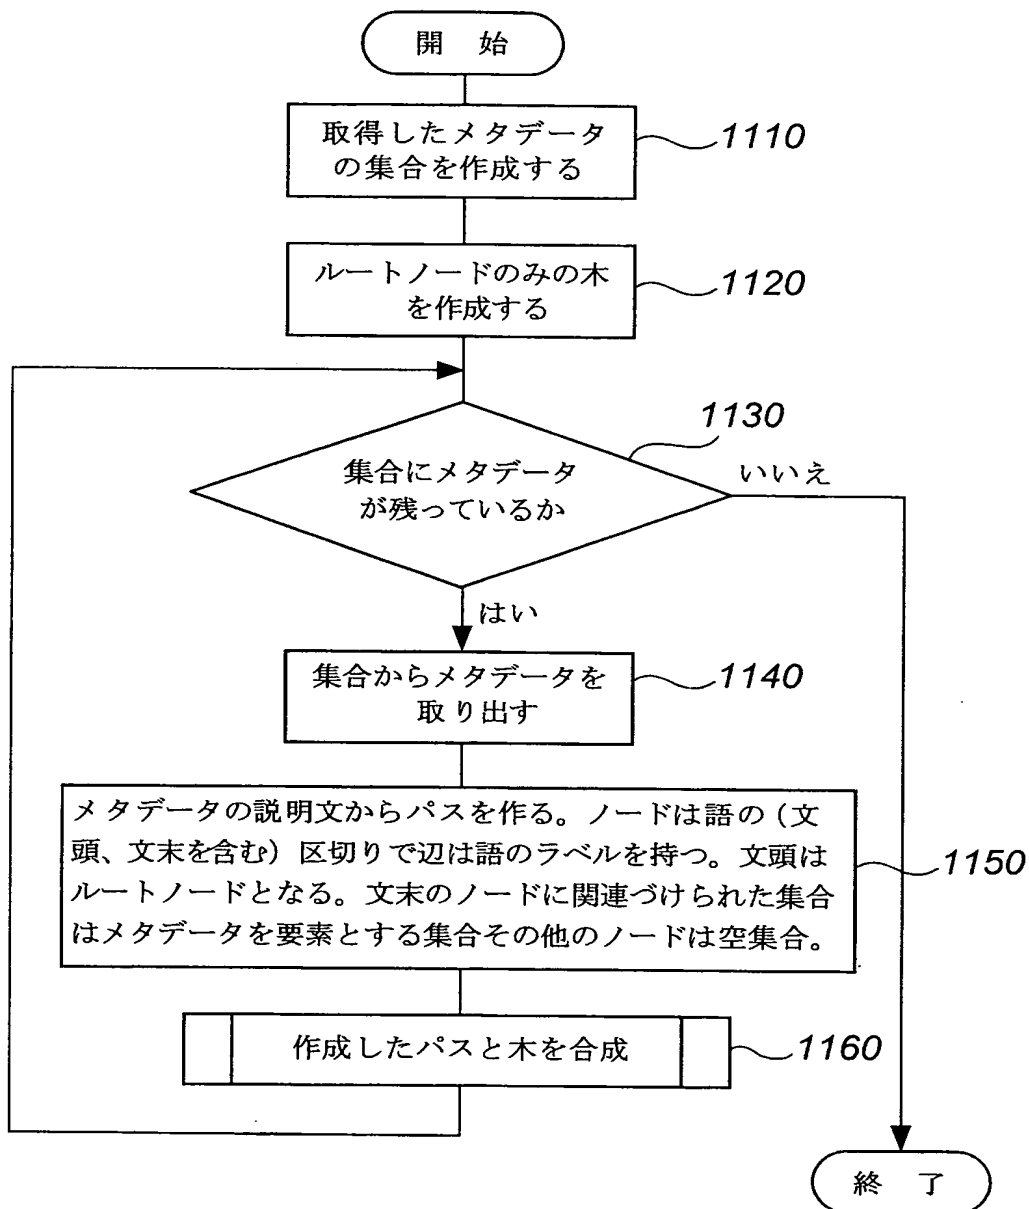 開 始
取得したメタデータ
の集合を作成する
1110
ルートノードのみの木
を作成する
1120
1130
集合にメタデータ
が残っているか
いいえ
はい
集合からメタデータを
取り出す
1140
メタデータの説明文からパスを作る。ノードは語の(文
頭、文末を含む)区切りで辺は語のラベルを持つ。文頭は
ルートノードとなる。文末のノードに関連づけられた集合
はメタデータを要素とする集合その他のノードは空集合。
1150
作成したパスと木を合成
1160
終 了